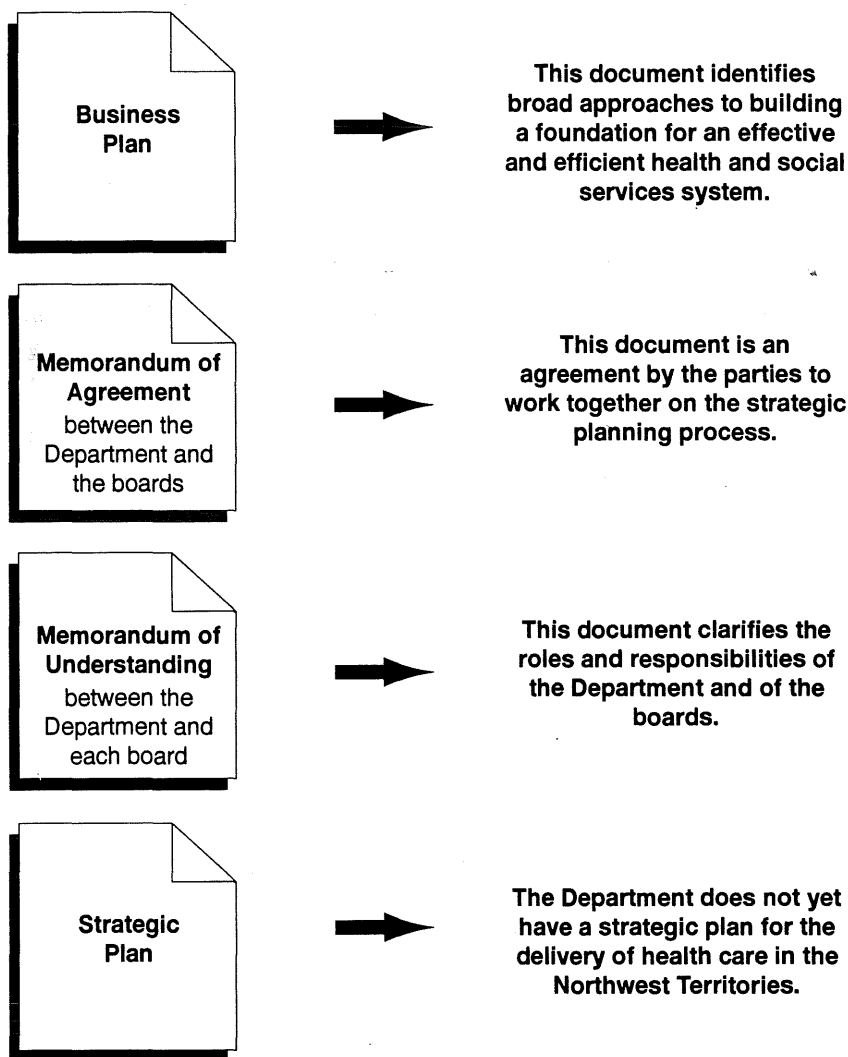 Business
Plan
This document identifies
broad approaches to building
a foundation for an effective
and efficient health and social
services system.
Memorandum of
Agreement
between the
Department and
the boards
This document is an
agreement by the parties to
work together on the strategic
planning process.
Memorandum of
Understanding
between the
Department and
each board
This document clarifies the
roles and responsibilities of
the Department and of the
boards.
Strategic
Plan
The Department does not yet
have a strategic plan for the
delivery of health care in the
Northwest Territories.